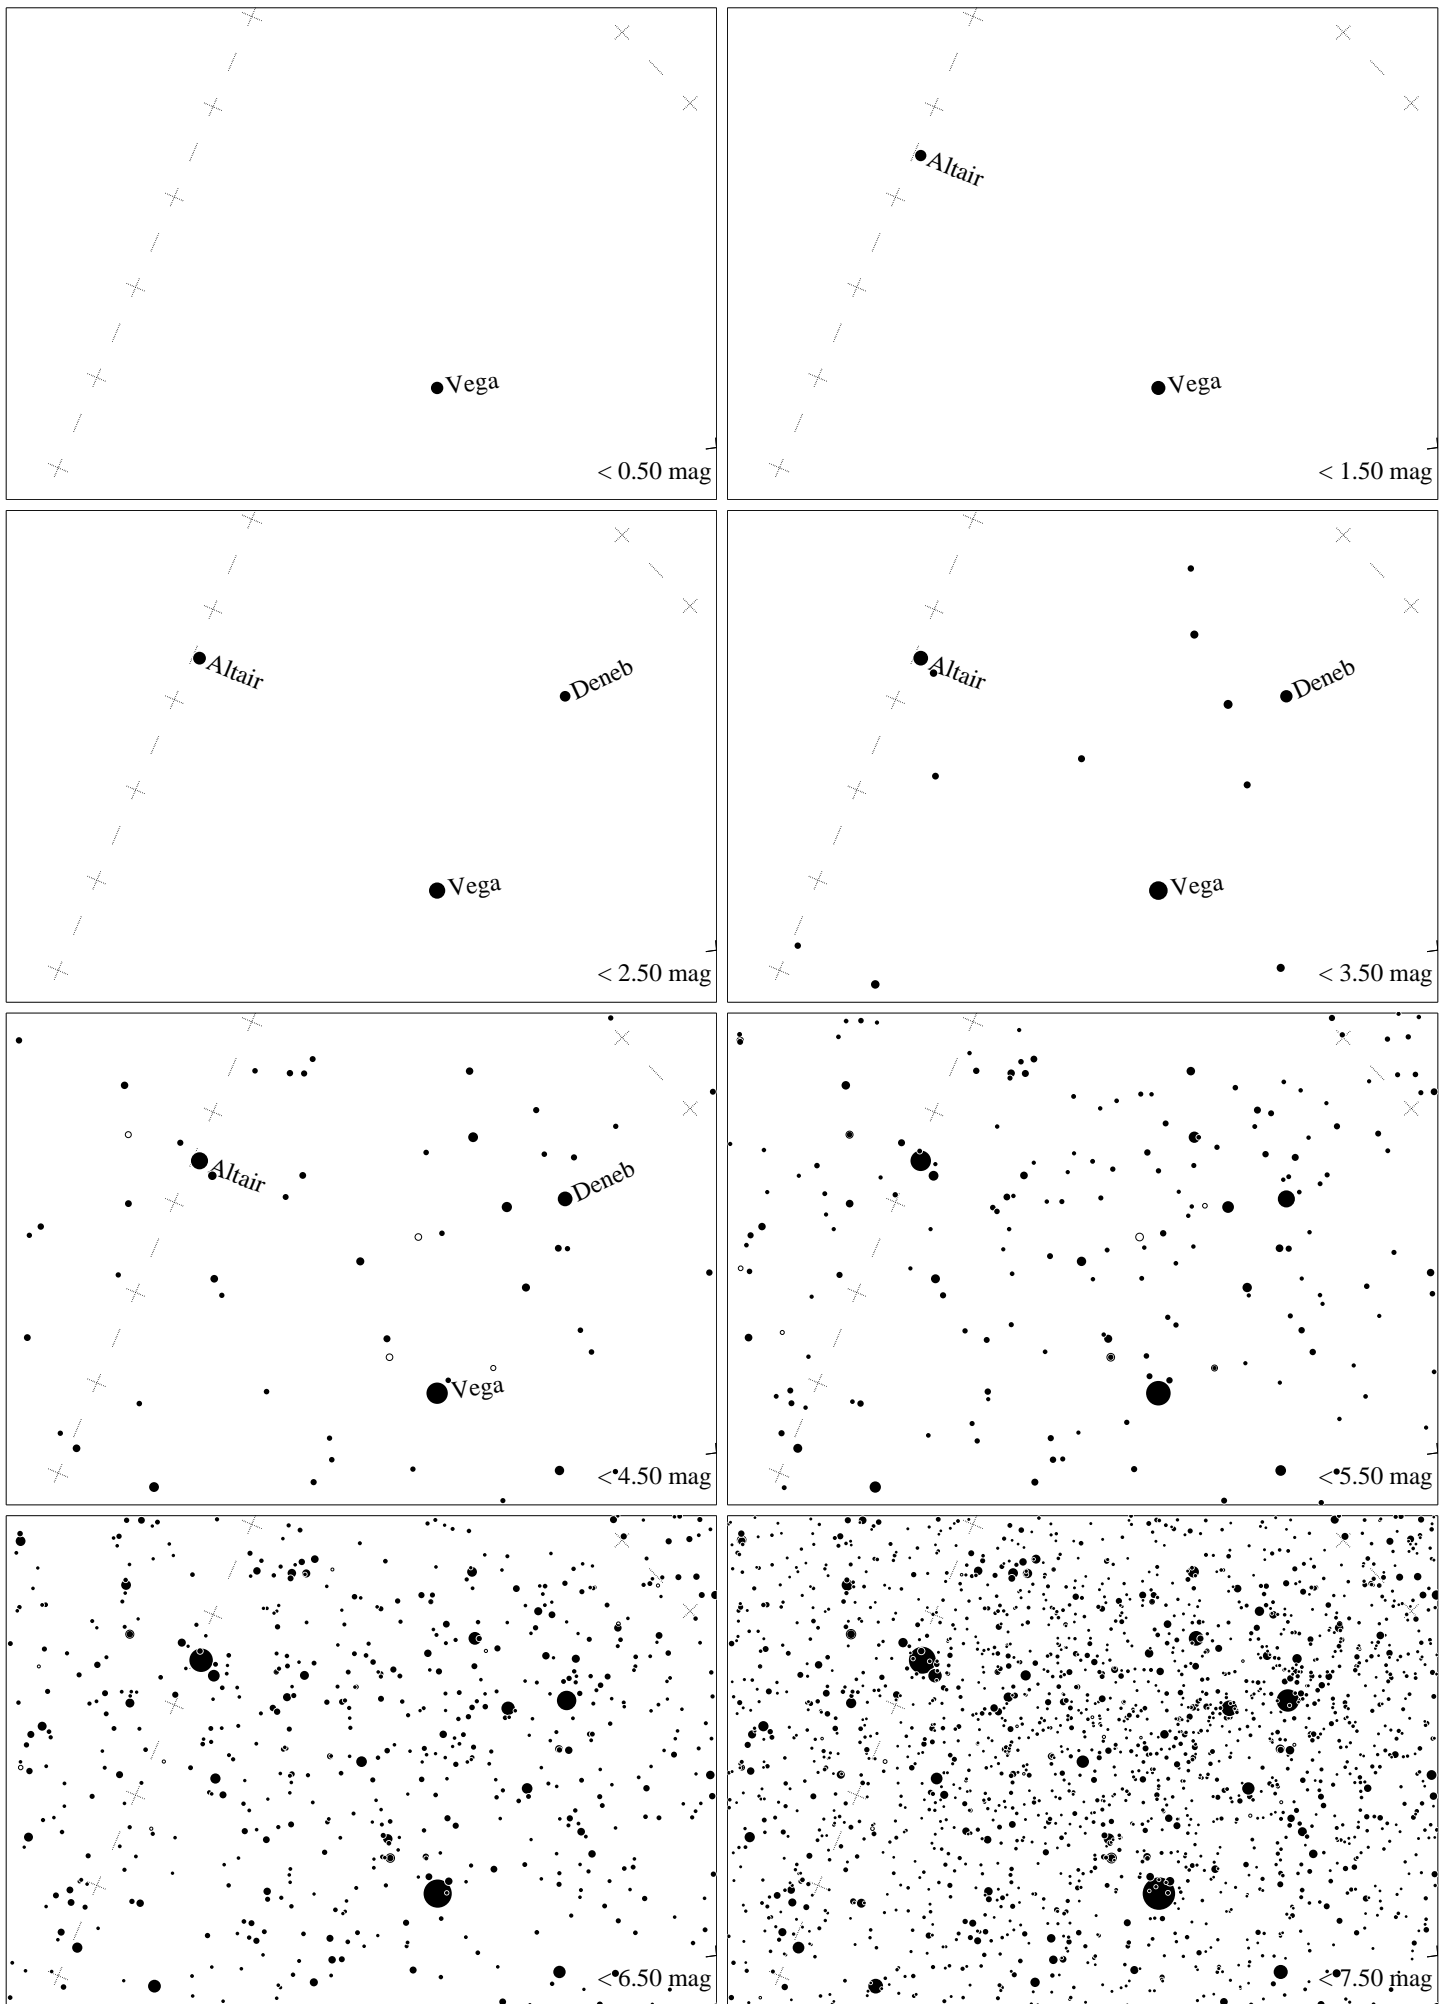 Vega
< 0.50 mag
Altair
Vega
< 1.50 mag
Altair
Deneb
Vega
< 2.50 mag
Altair
Deneb
Vega
< 3.50 mag
Altair
Deneb
Vega
< 4.50 mag
< 5.50 mag
< 6.50 mag
< 7.50 mag